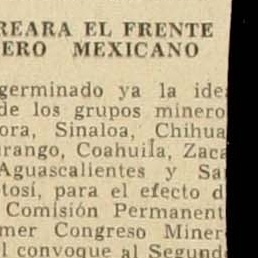 REARA EL FRENTE
ERO MEXICANO
germinado ya la ide
de los grupos minero
ora, Sinaloa, Chihua
urango, Coahuila, Zaca
Aguascalientes y Sa
tosí, para el efecto d
Comisión Permanent
mer Congreso Miner
l convoque al Segund